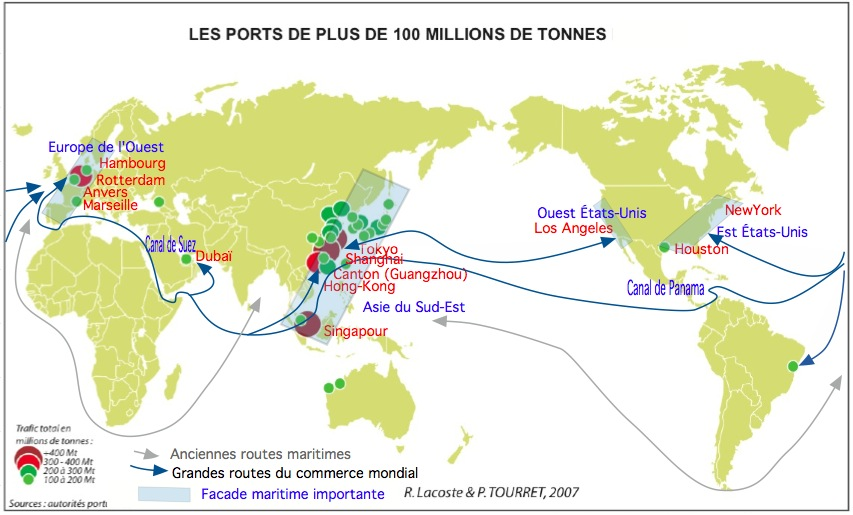 LES PORTS DE PLUS DE 100 MILLIONS DE TONNES
Europe de l'Ouest
Hambourg
Rotterdam
Anvers
Marseille
Canal de Suez
Dubaï
Tokyo
Shanghai
Canton (Guangzhou)
Hong-Kong
Asie du Sud-Est
Singapour
Ouest États-Unis
Los Angeles
NewYork
Est États-Unis
Houston
Canal de Panama
Trafic total en
millions de tonnes :
+400 Mt
300 - 400 Mt
200 à 300 Mt
100 à 200 Mt
Sources : autorités porti
Anciennes routes maritimes
Grandes routes du commerce mondial
Facade maritime importante
R. Lacoste & P. TOURRET, 2007